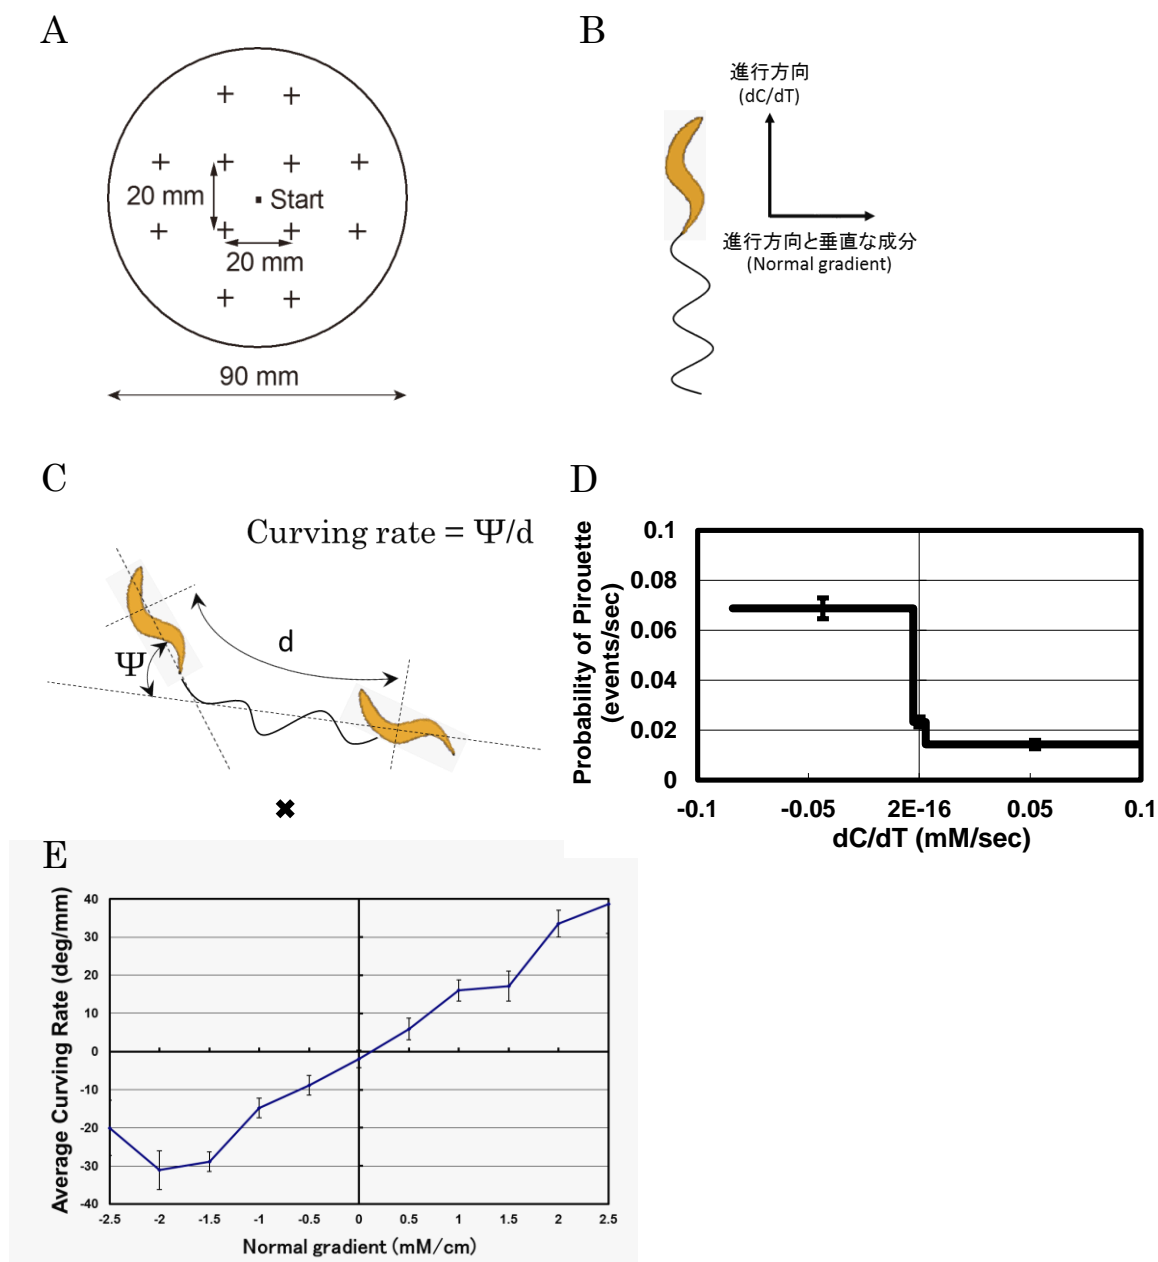 A
20 mm
Start
20 mm
90 mm
B
進行方向
(dC/dT)
進行方向と垂直な成分
(Normal gradient)
C
Curving rate = Ψ/d
d
Ψ
D
Probability of Pirouette
(events/sec)
0.1
0.08
0.06
0.04
0.02
0
-0.1 -0.05 2E-16 0.05 0.1
dC/dT (mM/sec)
E
Average Curving Rate (deg/mm)
40
30
20
10
0
-10
-20
-30
-40
-2.5 -2 -1.5 -1 -0.5 0 0.5 1 1.5 2 2.5
Normal gradient (mM/cm)